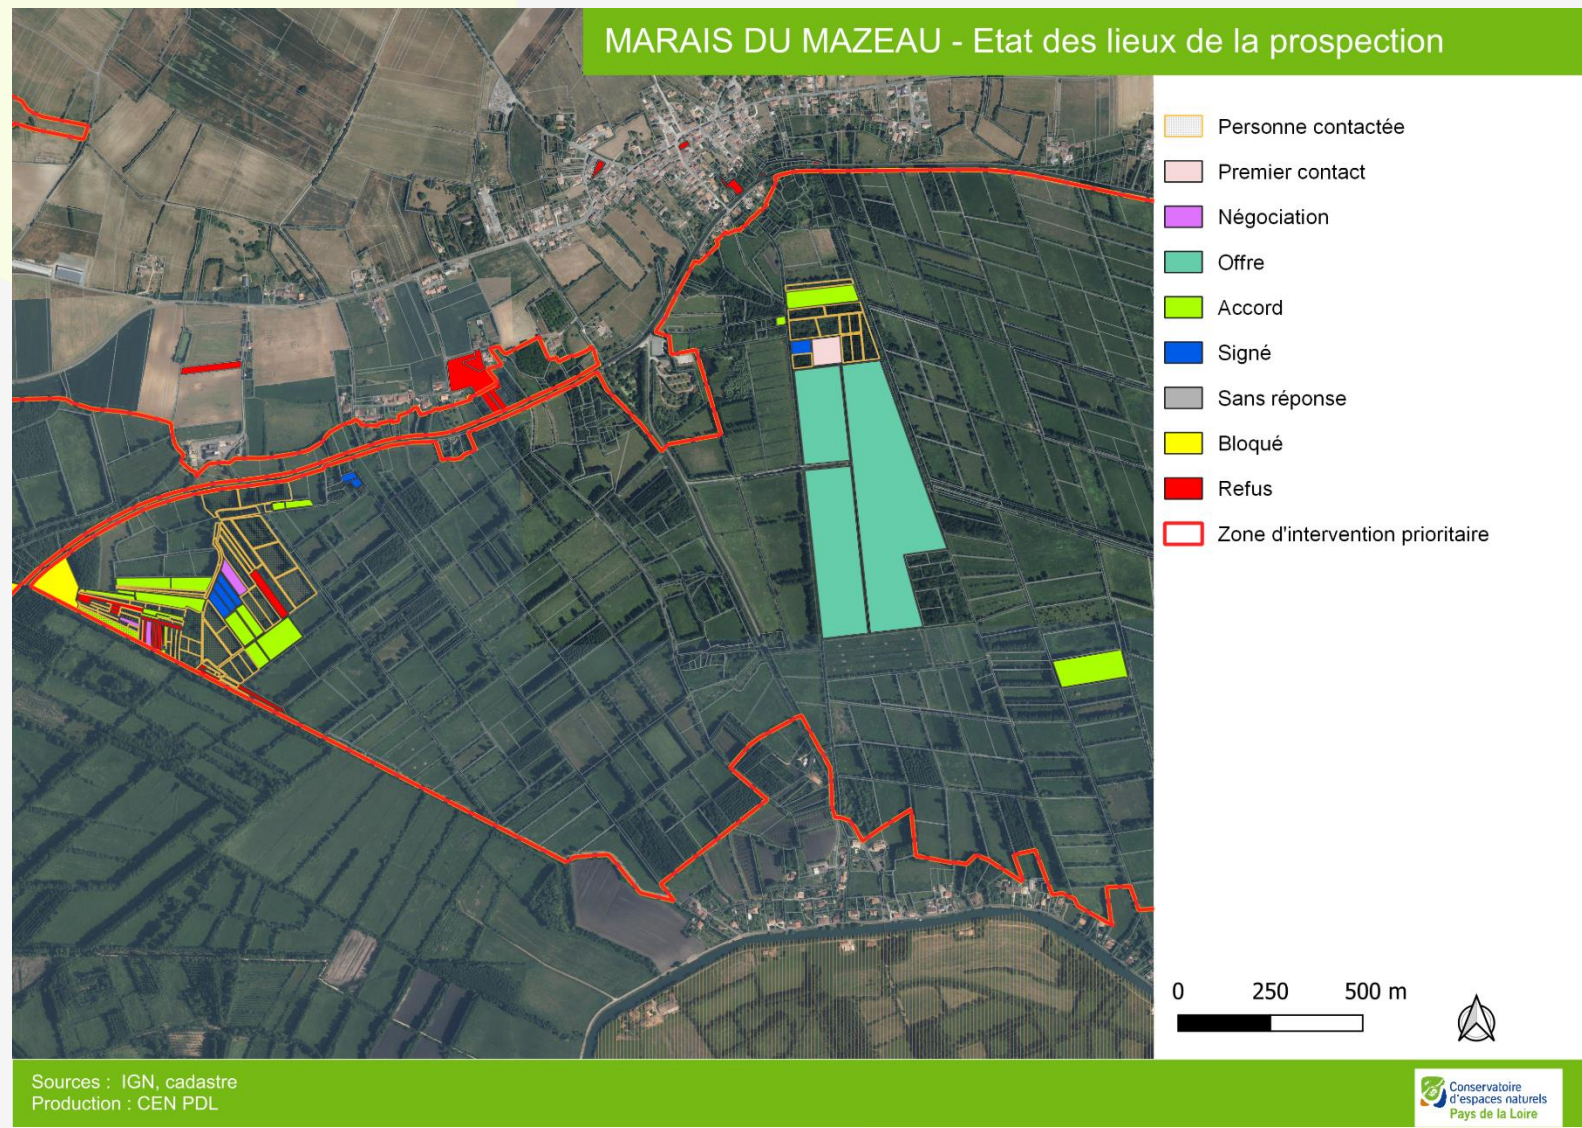 MARAIS DU MAZEAU - Etat des lieux de la prospection
Personne contactée
Premier contact
Négociation
Offre
Accord
Signé
Sans réponse
Bloqué
Refus
Zone d'intervention prioritaire
0 250 500 m
Sources : IGN, cadastre
Production : CEN PDL
Conservatoire
d'espaces naturels
Pays de la Loire